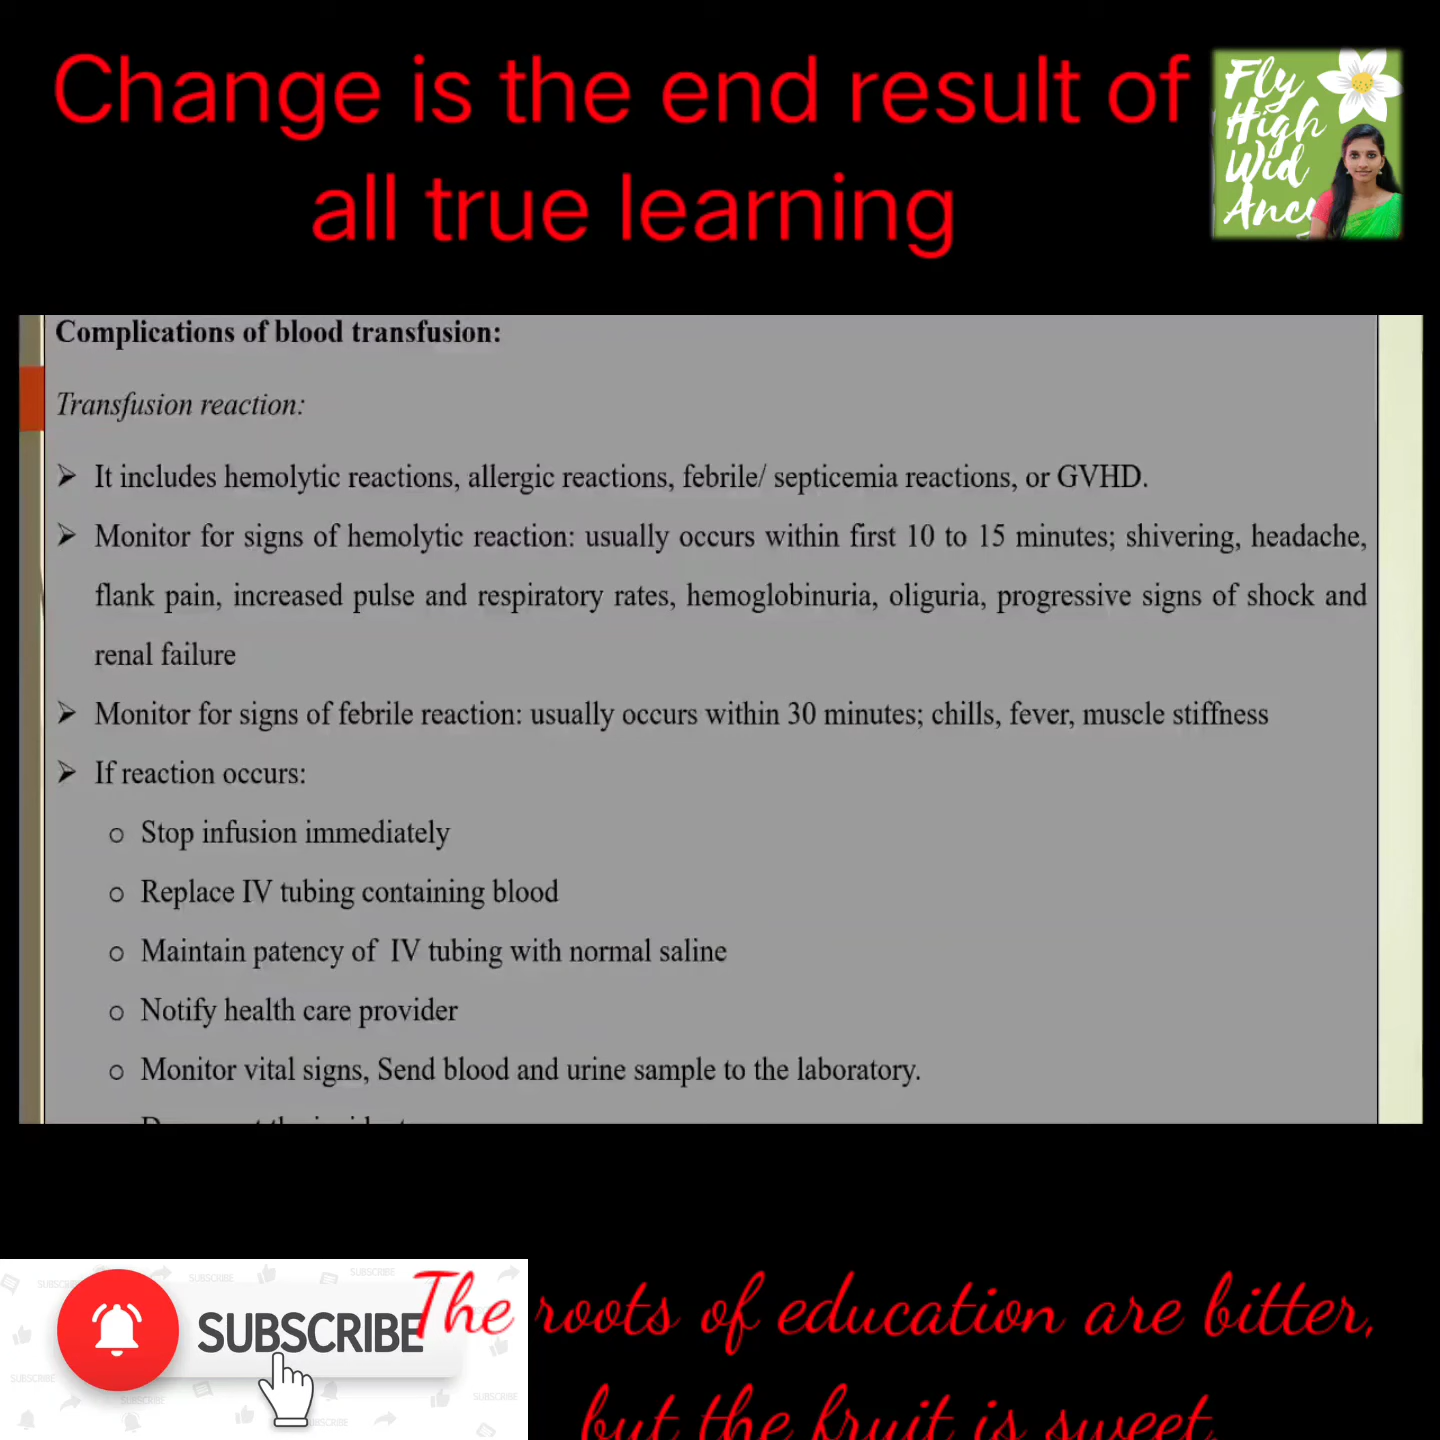 Change is the end result of
all true learning
Fly
High
Wid
Complications of blood transfusion:
Transfusion reaction:
➢ It includes hemolytic reactions, allergic reactions, febrile/ septicemia reactions, or GVHD.
➢ Monitor for signs of hemolytic reaction: usually occurs within first 10 to 15 minutes; shivering, headache,
flank pain, increased pulse and respiratory rates, hemoglobinuria, oliguria, progressive signs of shock and
renal failure
➢ Monitor for signs of febrile reaction: usually occurs within 30 minutes; chills, fever, muscle stiffness
➢ If reaction occurs:
o Stop infusion immediately
o Replace IV tubing containing blood
o Maintain patency of IV tubing with normal saline
o Notify health care provider
o Monitor vital signs, Send blood and urine sample to the laboratory.
SUBSCRIBE
The roots of education are bitter,
but the fruit is sweet.